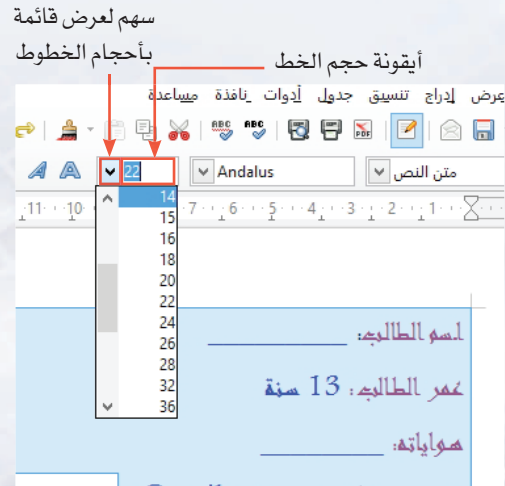 سهم لعرض قائمة
بأحجام الخطوط
أيقونة حجم الخط
عرض إدراج تنسيق جدول أدوات نافذة مساعدة
متن النص
Andalus
22
1 2 3 4 5 6 7 10 11
14
15
16
18
20
22
24
26
28
32
36
اسم الطالب: ____________
عمر الطالب: 13 سنة
هواياته: ____________